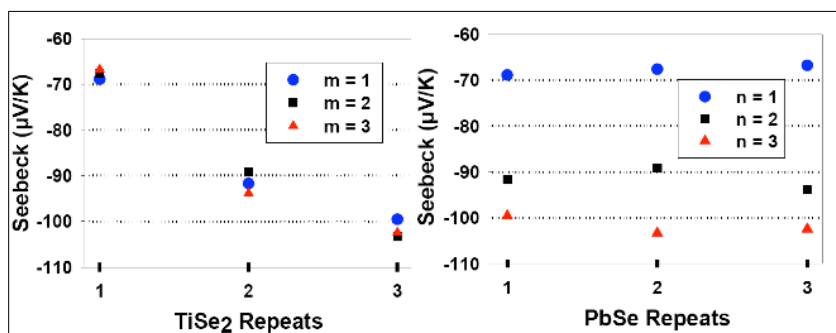 -60
-70
-80
-90
-100
-110
Seebeck (µV/K)
m = 1
m = 2
m = 3
1 2 3
TiSe2 Repeats
-60
-70
-80
-90
-100
-110
Seebeck (µV/K)
n = 1
n = 2
n = 3
1 2 3
PbSe Repeats